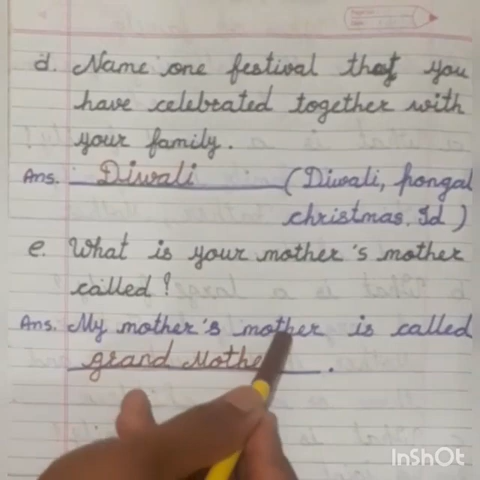 d. Name one festival that you
have celebrated together with
your family.
Ans. Diwali (Diwali, pongal
christmas, Id)
e. What is your mother's mother
called?
Ans. My mother's mother is called
grand Mothe
InShOt